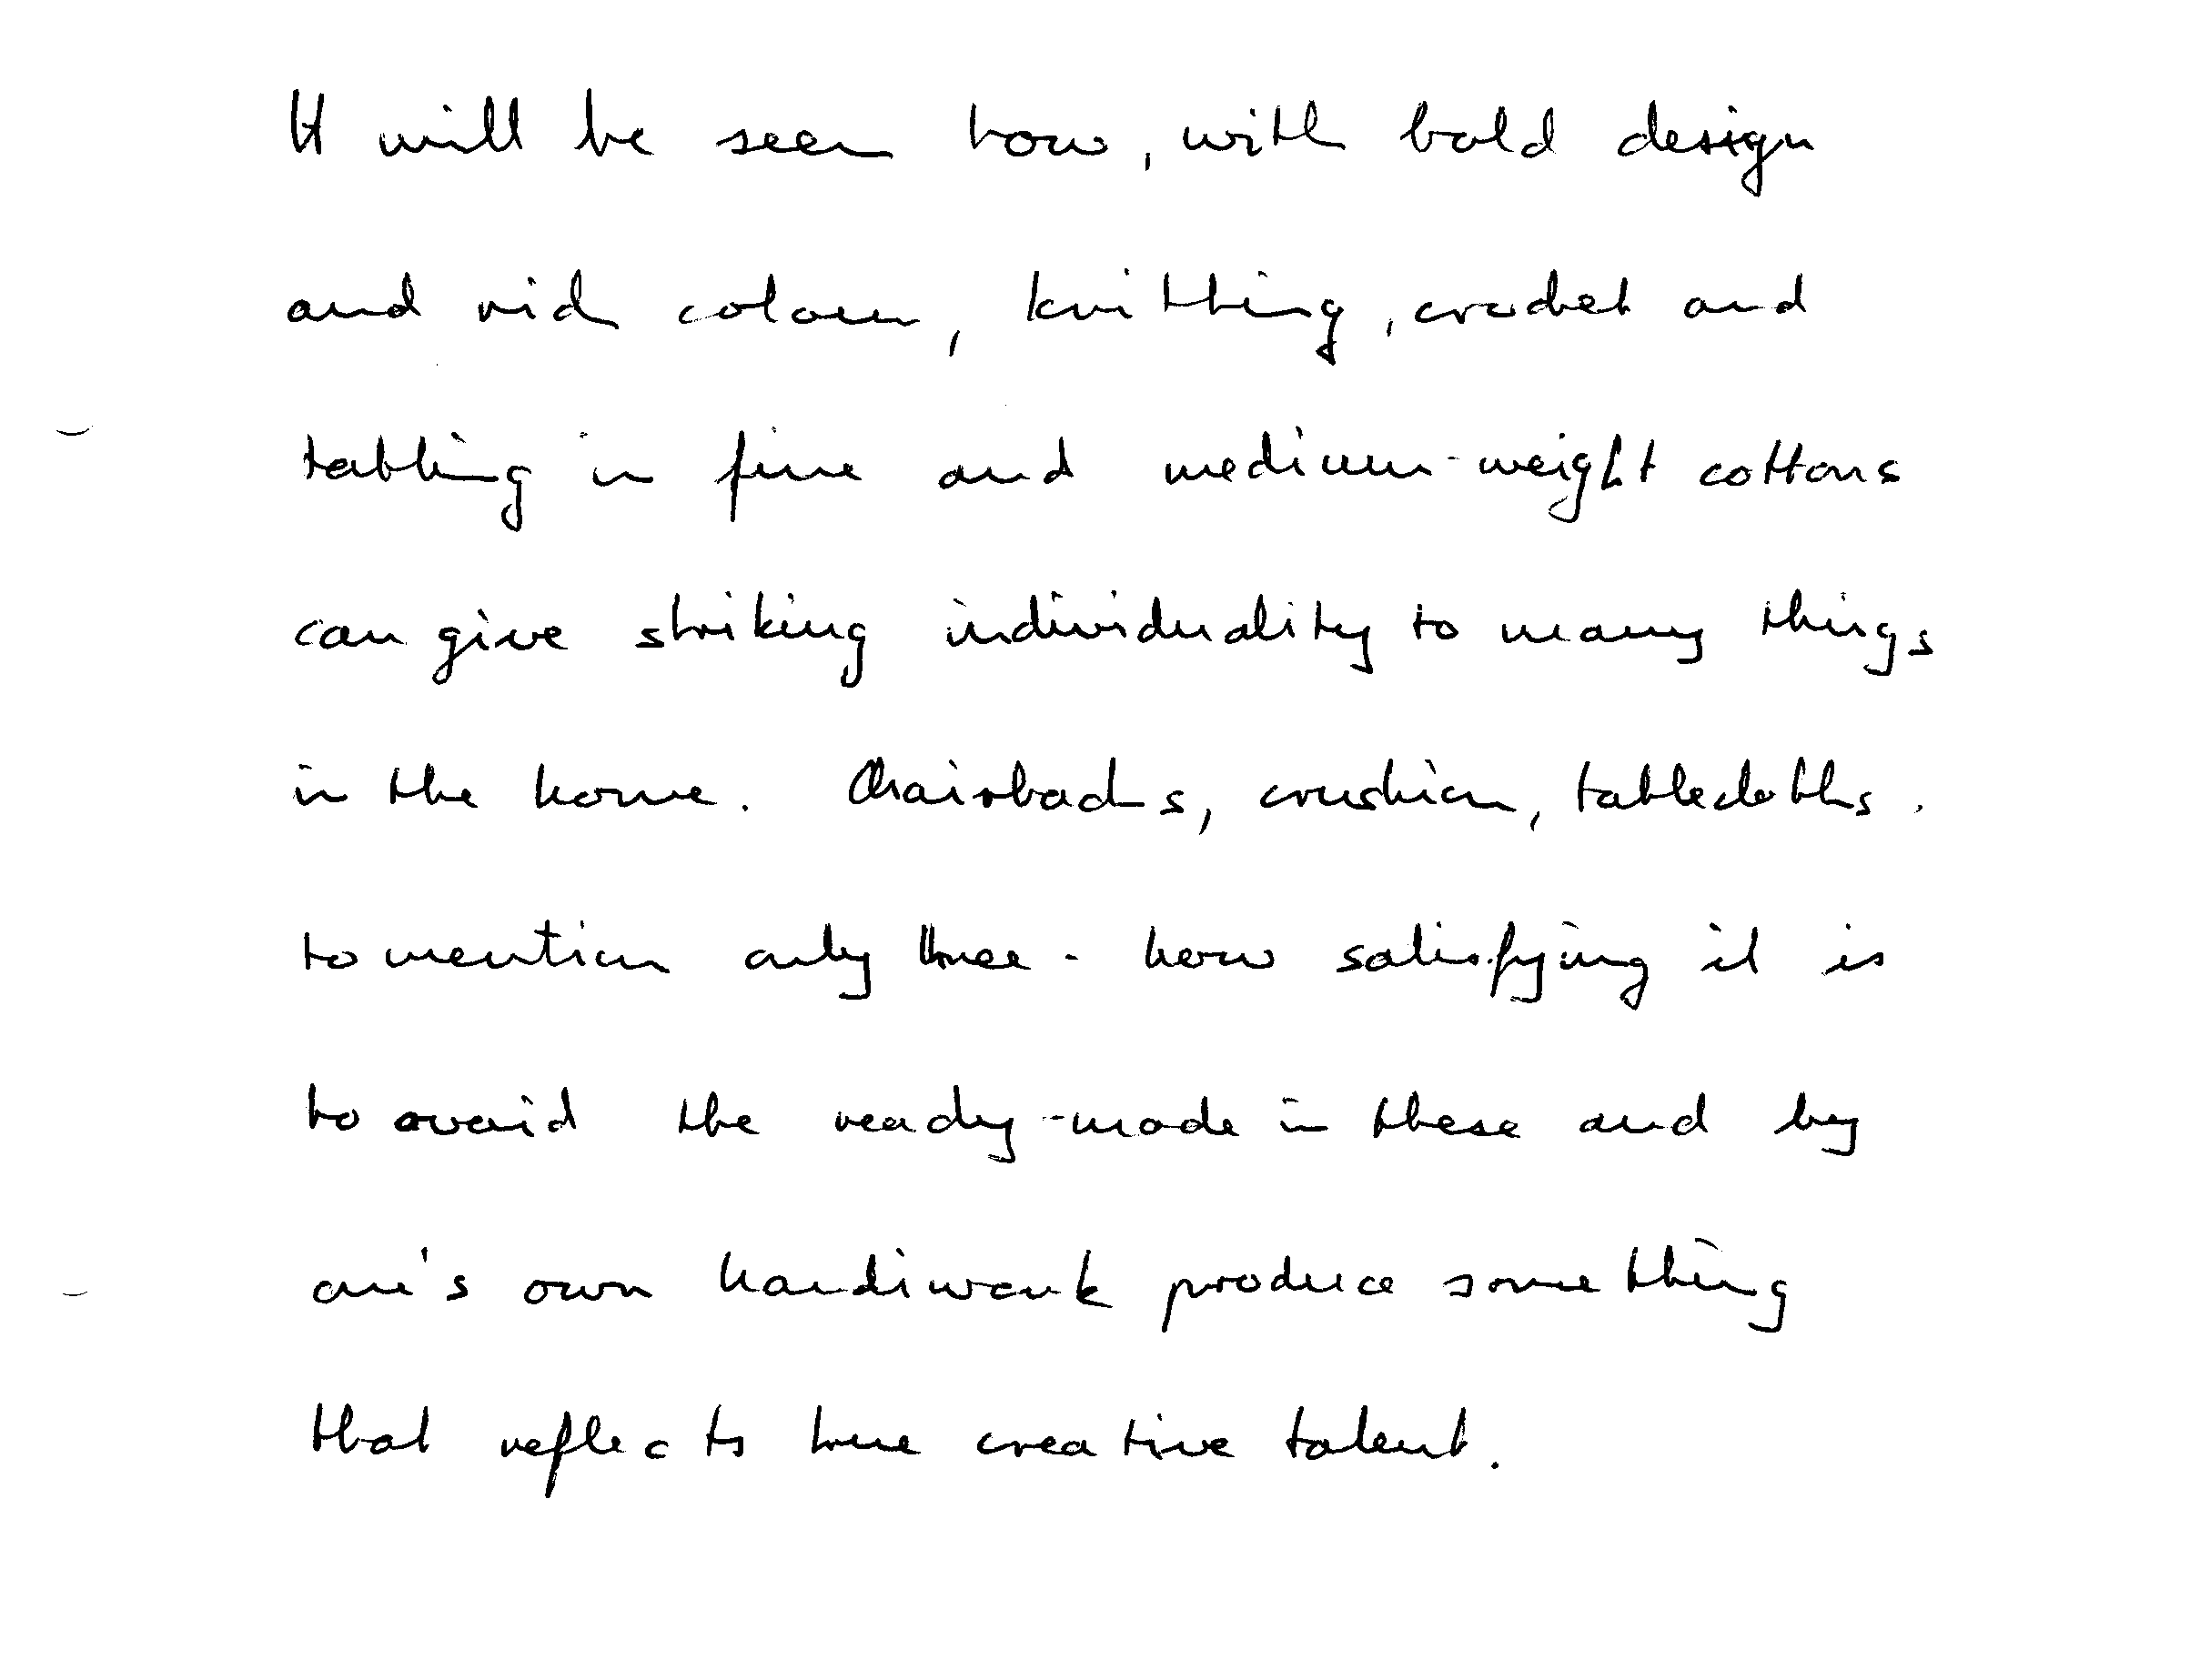 It will be seen how, with bold design
and rich colour, knitting, crochet and
tatting in fine and medium-weight cottons
can give striking individuality to many things
in the home. Chairbacks, crushion, tablecloths.
to mention only three - how satisfying it is
to avoid the ready-made in these and by
one's own handiwork produce something
that reflects true creative talent.